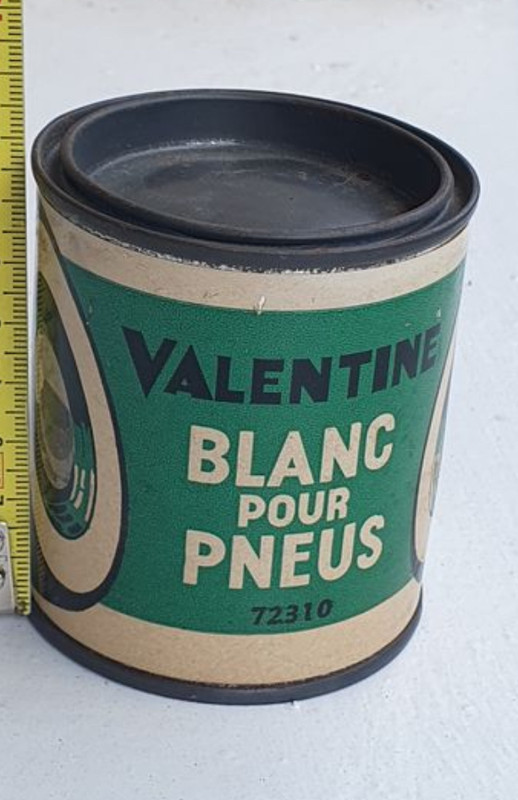 VALENTINE
BLANC
POUR
PNEUS
72310